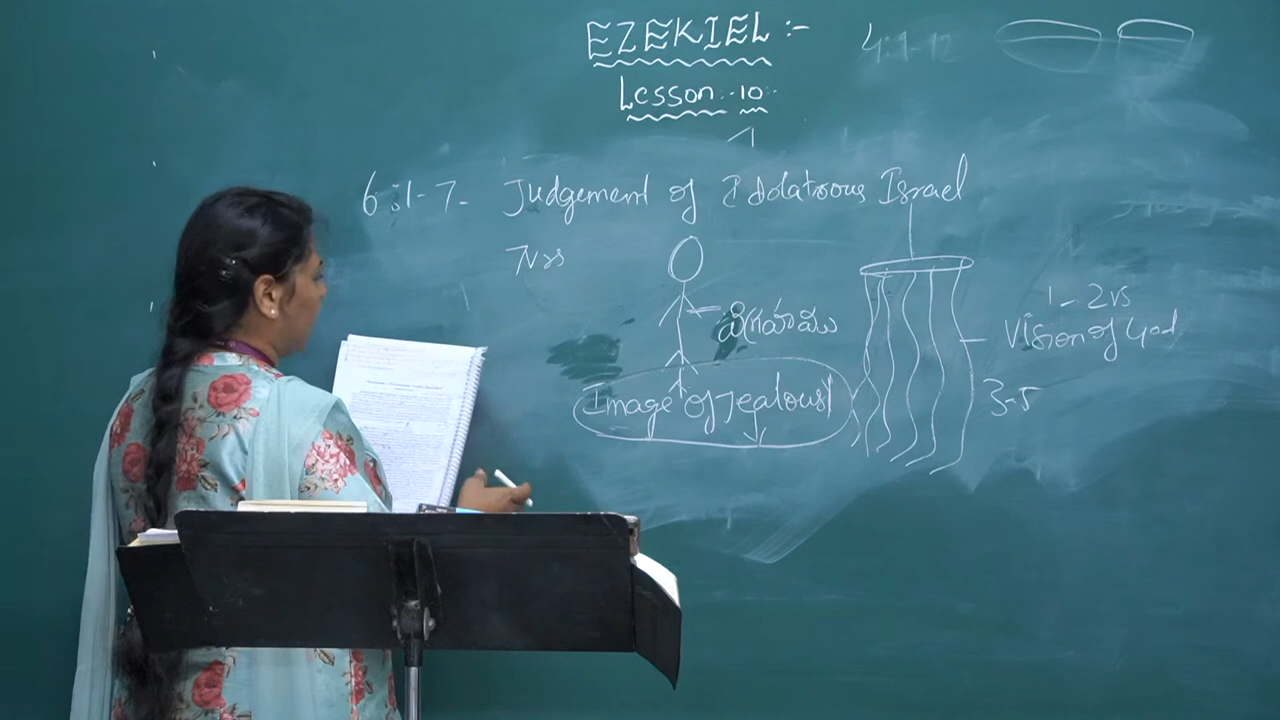 EZEKIEL :-
4:1-12
Lesson :- 10 :-
6:1-7- Judgement of Idolatrous Israel
7vss
విగ్రహము
1-2vs
Vision of God
Image of Jealousy
3-5